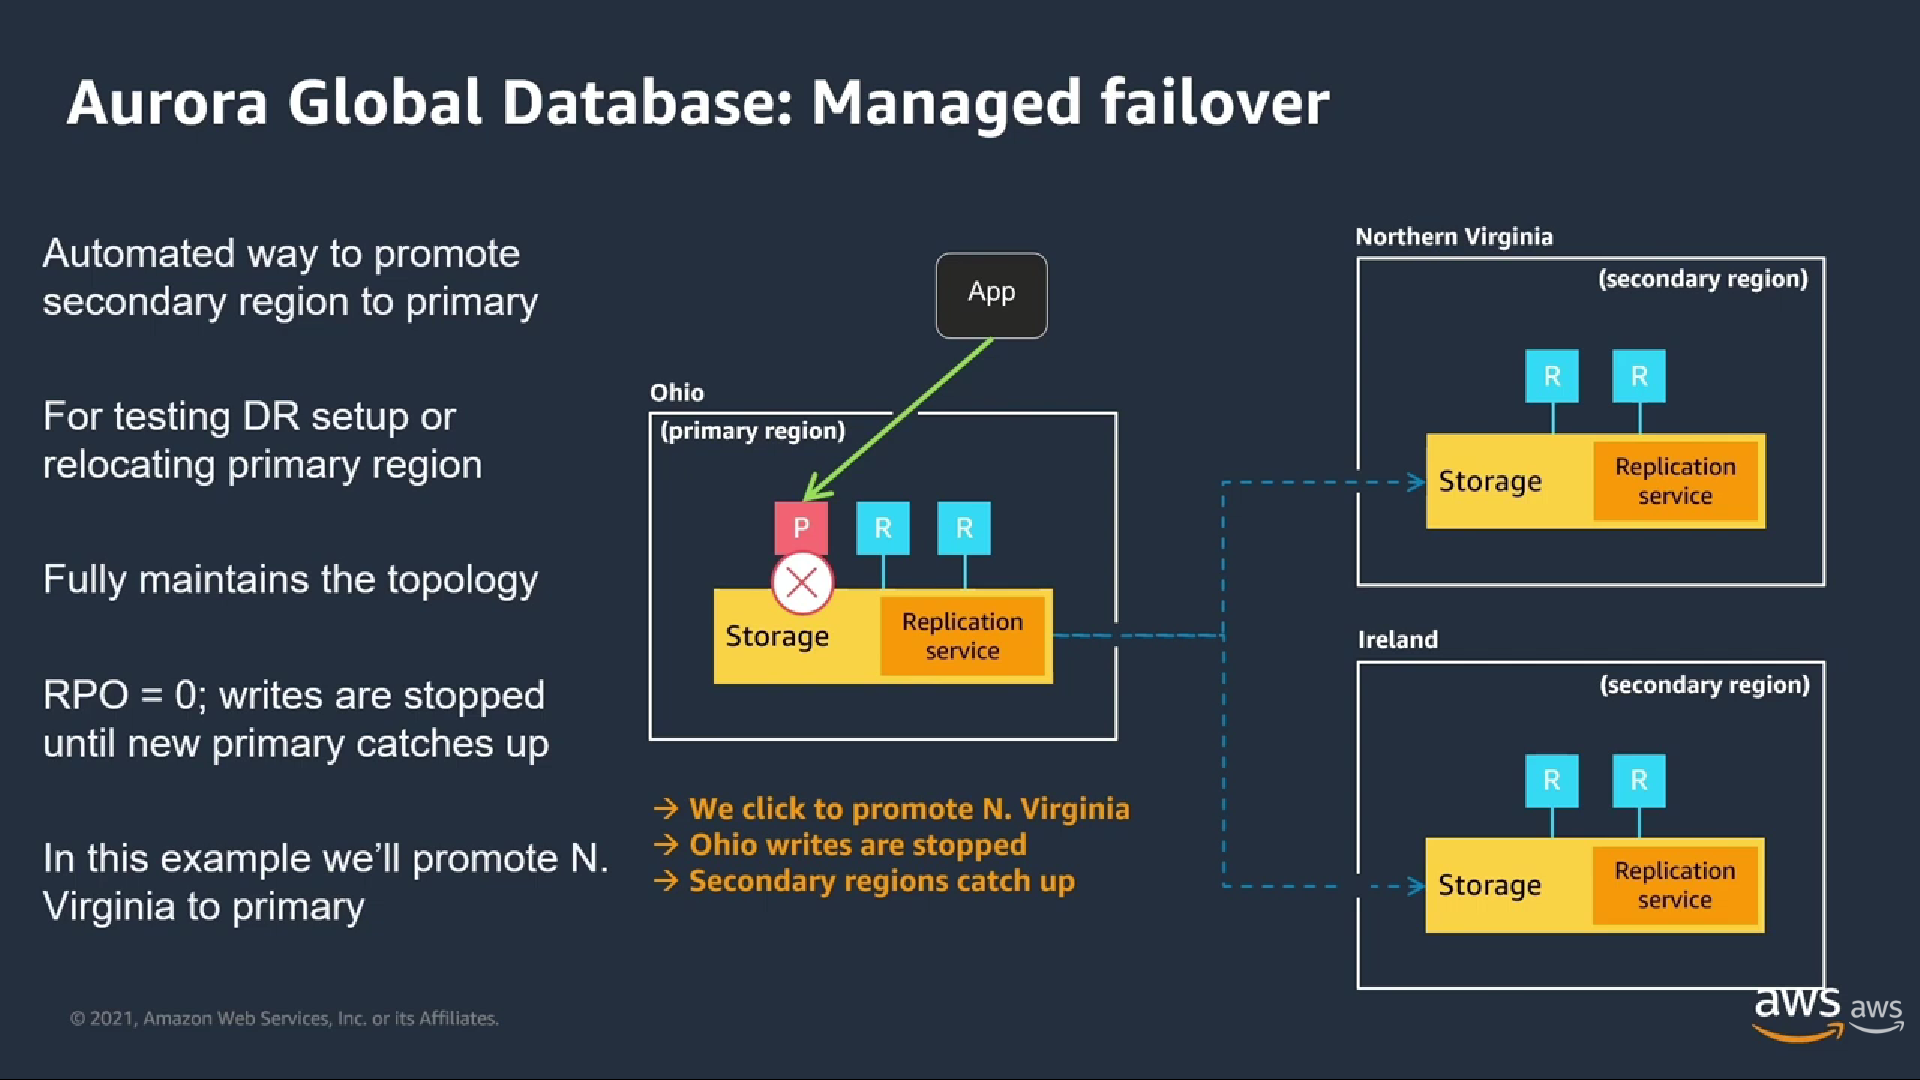 Aurora Global Database: Managed failover
Automated way to promote
secondary region to primary
For testing DR setup or
relocating primary region
Fully maintains the topology
RPO = 0; writes are stopped
until new primary catches up
In this example we’ll promote N.
Virginia to primary
App
Ohio
(primary region)
P
R
R
Storage
Replication
service
→ We click to promote N. Virginia
→ Ohio writes are stopped
→ Secondary regions catch up
Northern Virginia
(secondary region)
R
R
Storage
Replication
service
Ireland
(secondary region)
R
R
Storage
Replication
service
© 2021, Amazon Web Services, Inc. or its Affiliates.
aws
aws